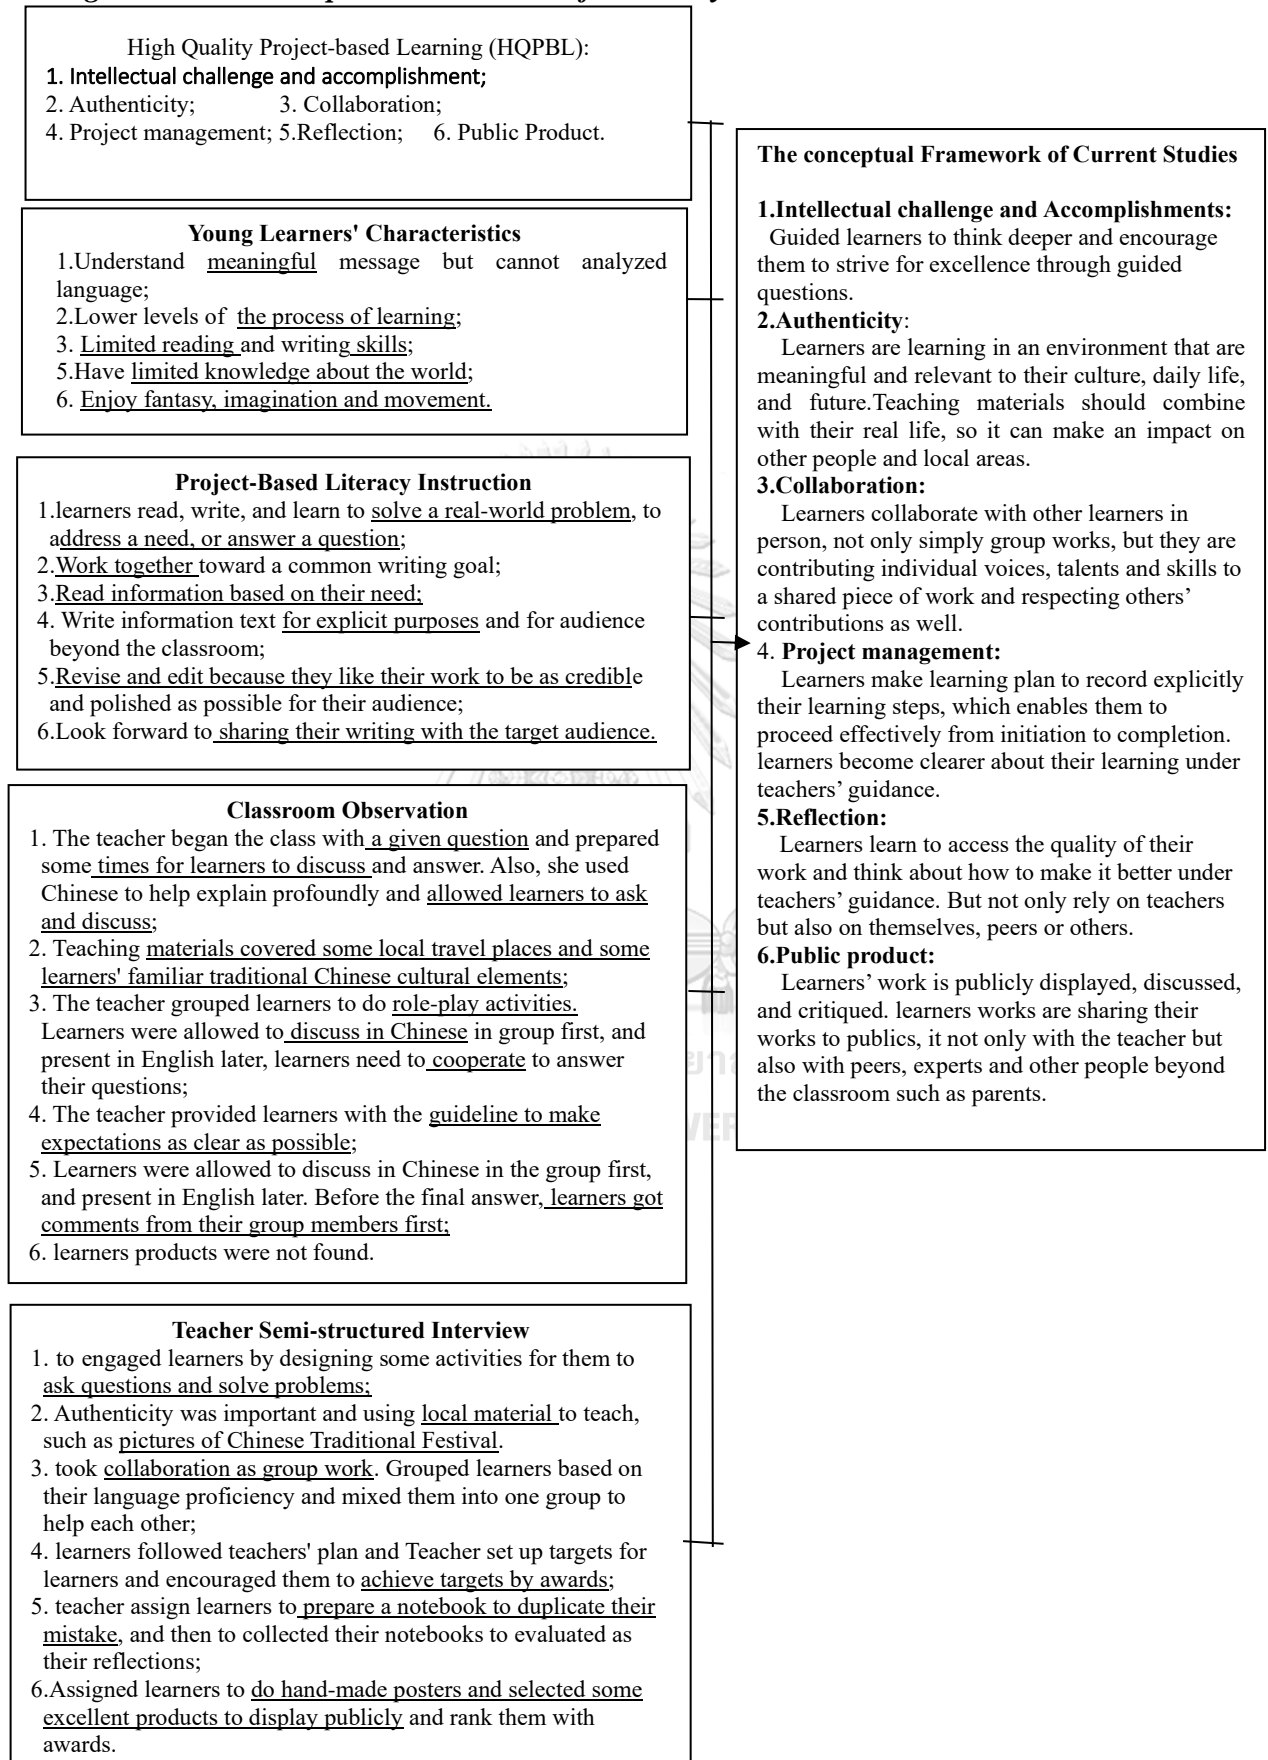 High Quality Project-based Learning (HQPBL):
1. Intellectual challenge and accomplishment;
2. Authenticity; 3. Collaboration;
4. Project management; 5.Reflection; 6. Public Product.
Young Learners' Characteristics
1.Understand meaningful message but cannot analyzed
language;
2.Lower levels of the process of learning;
3. Limited reading and writing skills;
5.Have limited knowledge about the world;
6. Enjoy fantasy, imagination and movement.
Project-Based Literacy Instruction
1.learners read, write, and learn to solve a real-world problem, to
address a need, or answer a question;
2.Work together toward a common writing goal;
3.Read information based on their need;
4. Write information text for explicit purposes and for audience
beyond the classroom;
5.Revise and edit because they like their work to be as credible
and polished as possible for their audience;
6.Look forward to sharing their writing with the target audience.
Classroom Observation
1. The teacher began the class with a given question and prepared
some times for learners to discuss and answer. Also, she used
Chinese to help explain profoundly and allowed learners to ask
and discuss;
2. Teaching materials covered some local travel places and some
learners' familiar traditional Chinese cultural elements;
3. The teacher grouped learners to do role-play activities.
Learners were allowed to discuss in Chinese in group first, and
present in English later, learners need to cooperate to answer
their questions;
4. The teacher provided learners with the guideline to make
expectations as clear as possible;
5. Learners were allowed to discuss in Chinese in the group first,
and present in English later. Before the final answer, learners got
comments from their group members first;
6. learners products were not found.
Teacher Semi-structured Interview
1. to engaged learners by designing some activities for them to
ask questions and solve problems;
2. Authenticity was important and using local material to teach,
such as pictures of Chinese Traditional Festival.
3. took collaboration as group work. Grouped learners based on
their language proficiency and mixed them into one group to
help each other;
4. learners followed teachers' plan and Teacher set up targets for
learners and encouraged them to achieve targets by awards;
5. teacher assign learners to prepare a notebook to duplicate their
mistake, and then to collected their notebooks to evaluated as
their reflections;
6.Assigned learners to do hand-made posters and selected some
excellent products to display publicly and rank them with
awards.
The conceptual Framework of Current Studies
1.Intellectual challenge and Accomplishments:
Guided learners to think deeper and encourage
them to strive for excellence through guided
questions.
2.Authenticity:
Learners are learning in an environment that are
meaningful and relevant to their culture, daily life,
and future.Teaching materials should combine
with their real life, so it can make an impact on
other people and local areas.
3.Collaboration:
Learners collaborate with other learners in
person, not only simply group works, but they are
contributing individual voices, talents and skills to
a shared piece of work and respecting others'
contributions as well.
4. Project management:
Learners make learning plan to record explicitly
their learning steps, which enables them to
proceed effectively from initiation to completion.
learners become clearer about their learning under
teachers' guidance.
5.Reflection:
Learners learn to access the quality of their
work and think about how to make it better under
teachers' guidance. But not only rely on teachers
but also on themselves, peers or others.
6.Public product:
Learners' work is publicly displayed, discussed,
and critiqued. learners works are sharing their
works to publics, it not only with the teacher but
also with peers, experts and other people beyond
the classroom such as parents.